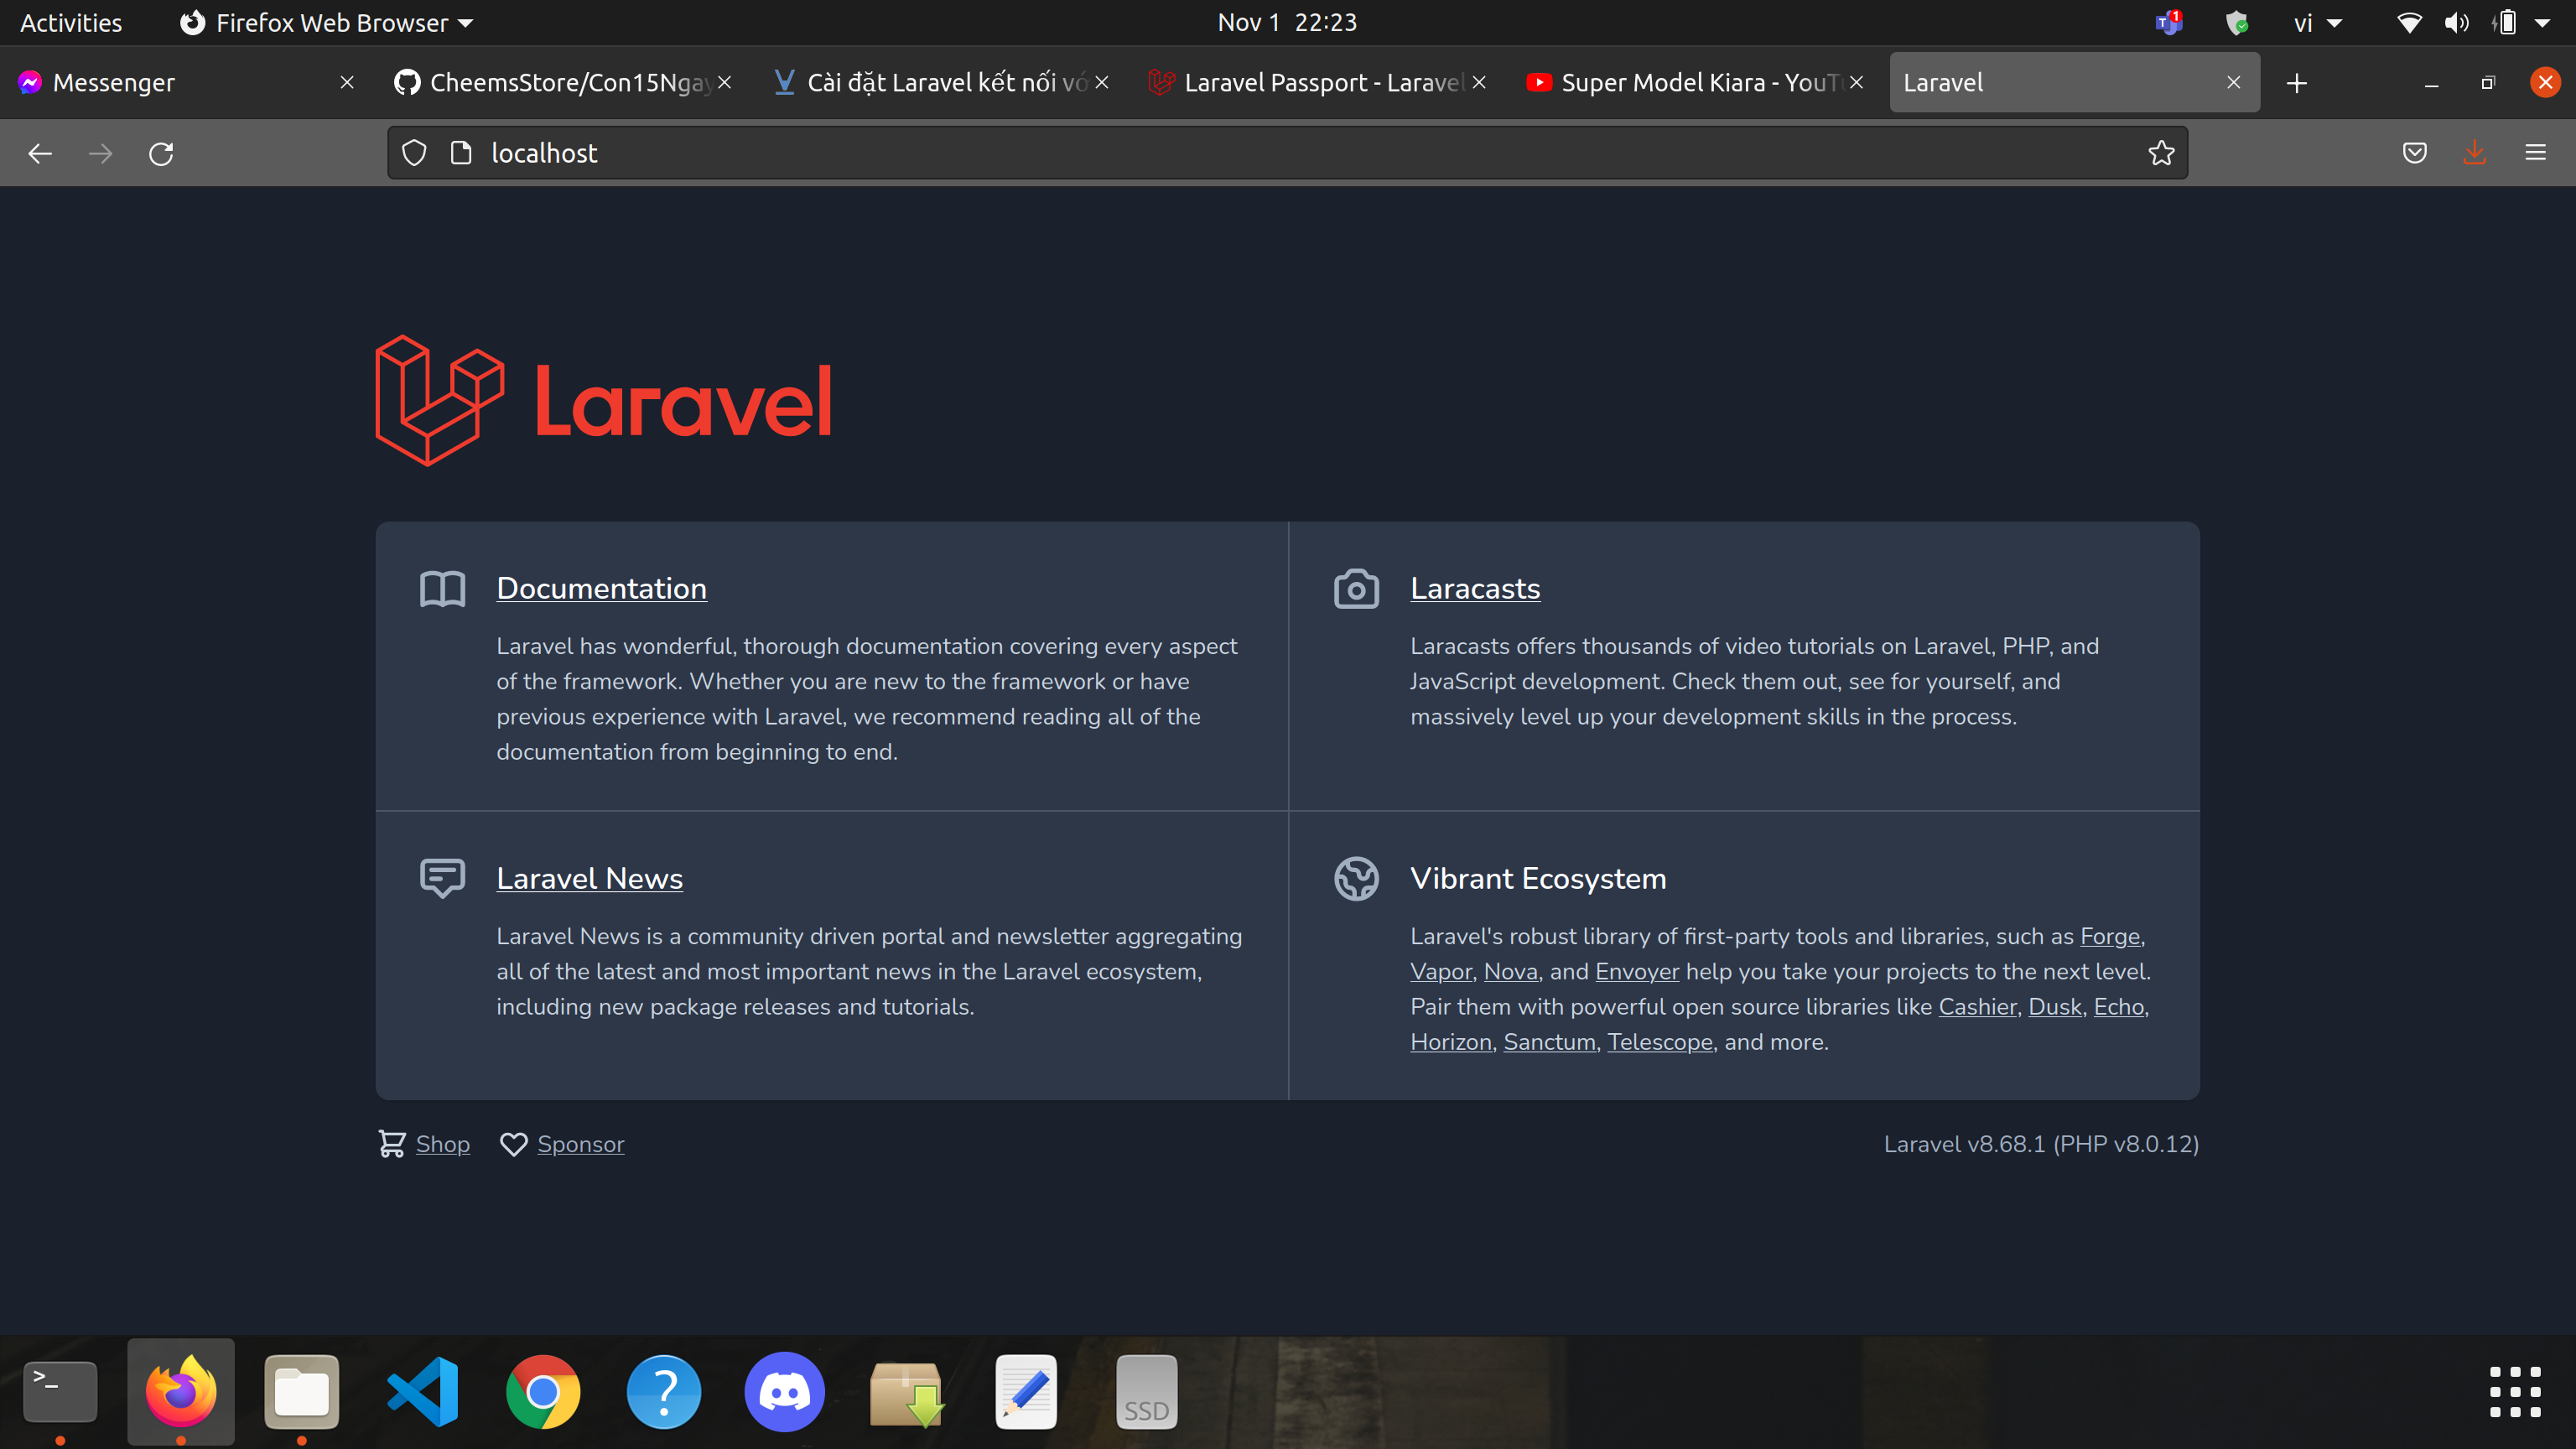 Activities
Firefox Web Browser
Nov 1 22:23
1
vi
Messenger
CheemsStore/Con15Ngay
Cài đặt Laravel kết nối vớ
Laravel Passport - Laravel
Super Model Kiara - YouTu
Laravel
localhost
Laravel
Documentation
Laravel has wonderful, thorough documentation covering every aspect
of the framework. Whether you are new to the framework or have
previous experience with Laravel, we recommend reading all of the
documentation from beginning to end.
Laracasts
Laracasts offers thousands of video tutorials on Laravel, PHP, and
JavaScript development. Check them out, see for yourself, and
massively level up your development skills in the process.
Laravel News
Laravel News is a community driven portal and newsletter aggregating
all of the latest and most important news in the Laravel ecosystem,
including new package releases and tutorials.
Vibrant Ecosystem
Laravel's robust library of first-party tools and libraries, such as Forge,
Vapor, Nova, and Envoyer help you take your projects to the next level.
Pair them with powerful open source libraries like Cashier, Dusk, Echo,
Horizon, Sanctum, Telescope, and more.
Shop
Sponsor
Laravel v8.68.1 (PHP v8.0.12)
SSD